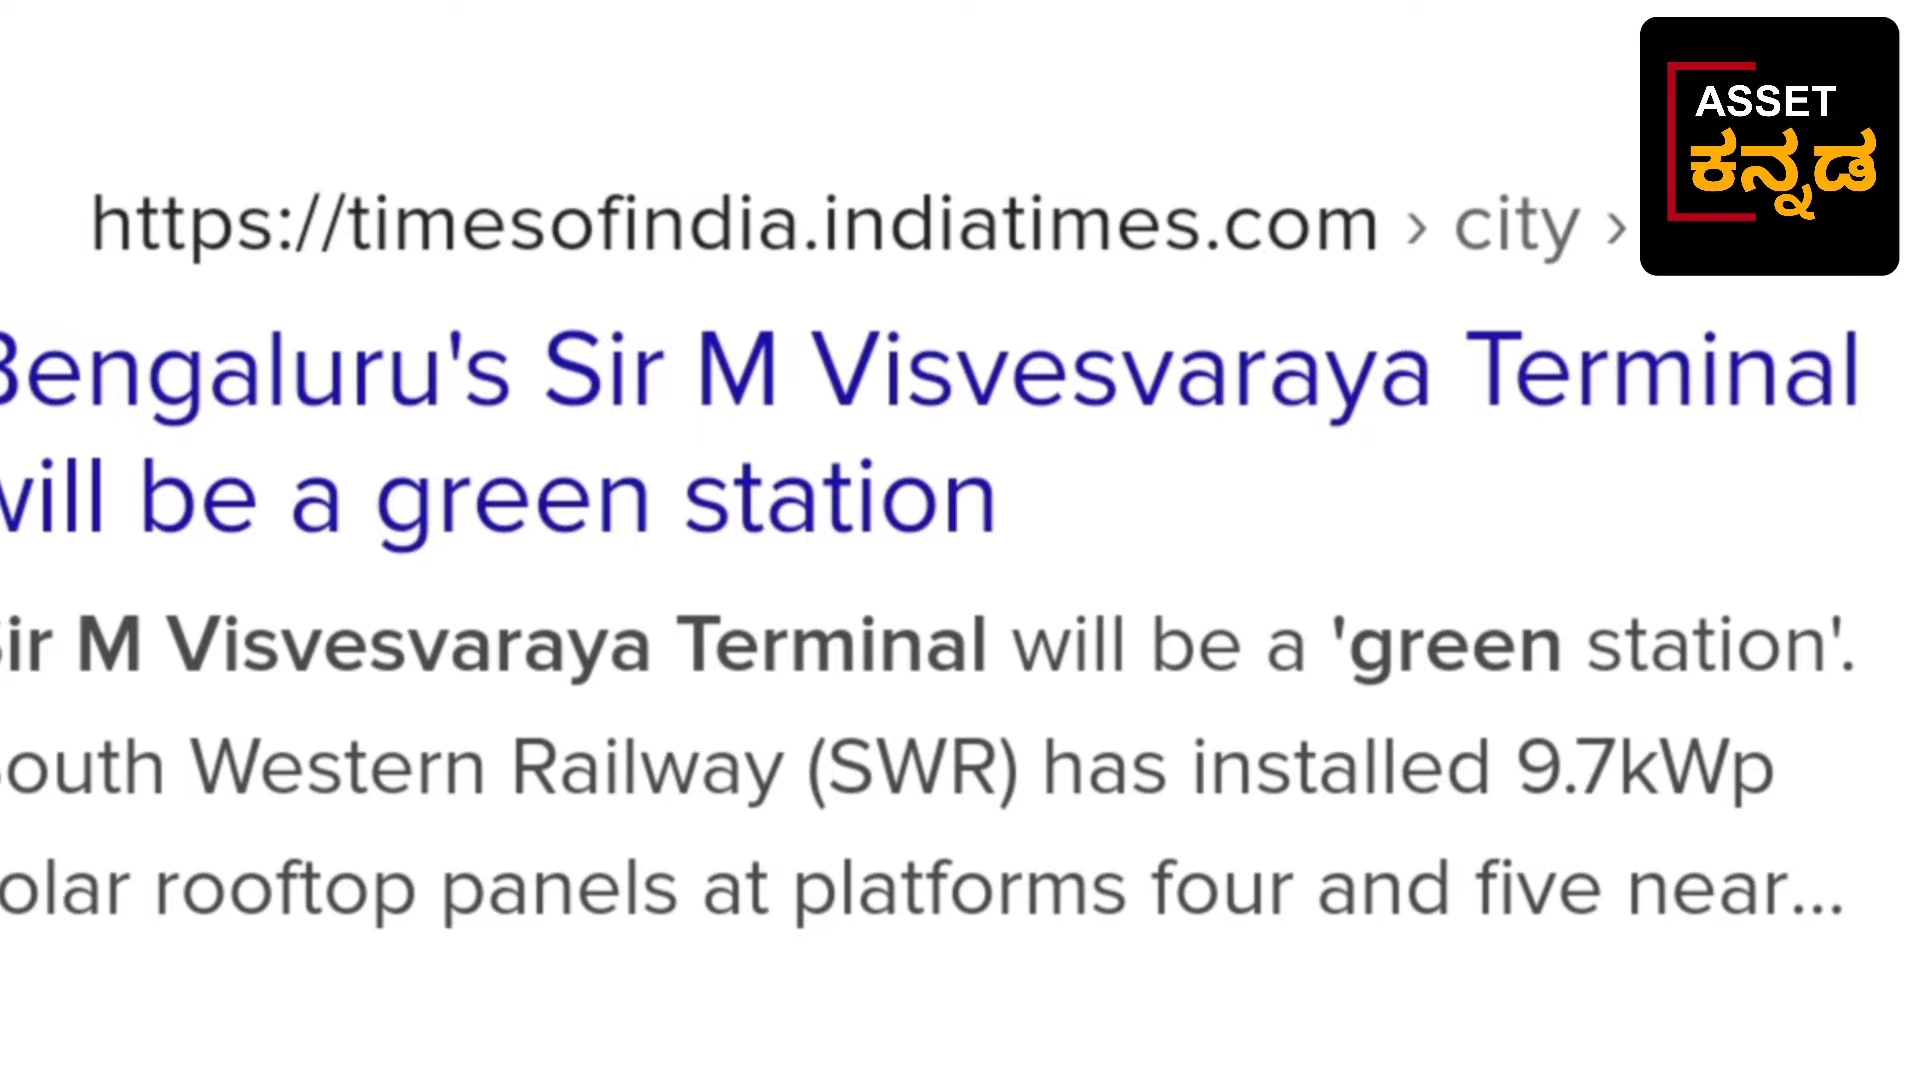 https://timesofindia.indiatimes.com › city ›
ASSET
ಕನ್ನಡ
Bengaluru's Sir M Visvesvaraya Terminal
will be a green station
Sir M Visvesvaraya Terminal will be a 'green station'.
South Western Railway (SWR) has installed 9.7kWp
olar rooftop panels at platforms four and five near...